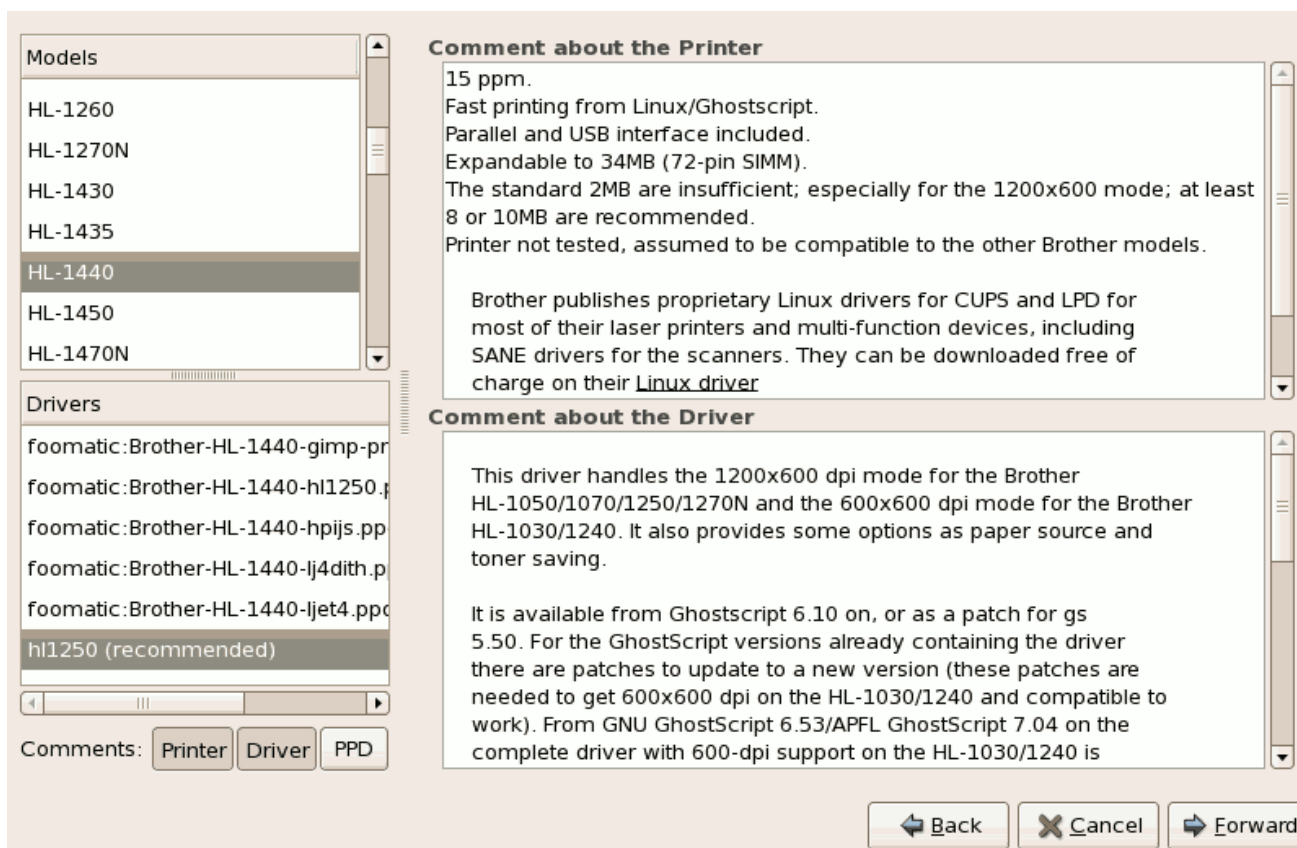 Models
HL-1260
HL-1270N
HL-1430
HL-1435
HL-1440
HL-1450
HL-1470N
Drivers
foomatic:Brother-HL-1440-gimp-pr
foomatic:Brother-HL-1440-hl1250.p
foomatic:Brother-HL-1440-hpijs.pp
foomatic:Brother-HL-1440-lj4dith.p
foomatic:Brother-HL-1440-ljet4.ppd
hl1250 (recommended)
Comments: Printer Driver PPD
Comment about the Printer
15 ppm.
Fast printing from Linux/Ghostscript.
Parallel and USB interface included.
Expandable to 34MB (72-pin SIMM).
The standard 2MB are insufficient; especially for the 1200x600 mode; at least
8 or 10MB are recommended.
Printer not tested, assumed to be compatible to the other Brother models.
Brother publishes proprietary Linux drivers for CUPS and LPD for
most of their laser printers and multi-function devices, including
SANE drivers for the scanners. They can be downloaded free of
charge on their Linux driver
Comment about the Driver
This driver handles the 1200x600 dpi mode for the Brother
HL-1050/1070/1250/1270N and the 600x600 dpi mode for the Brother
HL-1030/1240. It also provides some options as paper source and
toner saving.
It is available from Ghostscript 6.10 on, or as a patch for gs
5.50. For the GhostScript versions already containing the driver
there are patches to update to a new version (these patches are
needed to get 600x600 dpi on the HL-1030/1240 and compatible to
work). From GNU GhostScript 6.53/APFL GhostScript 7.04 on the
complete driver with 600-dpi support on the HL-1030/1240 is
Back Cancel Forward